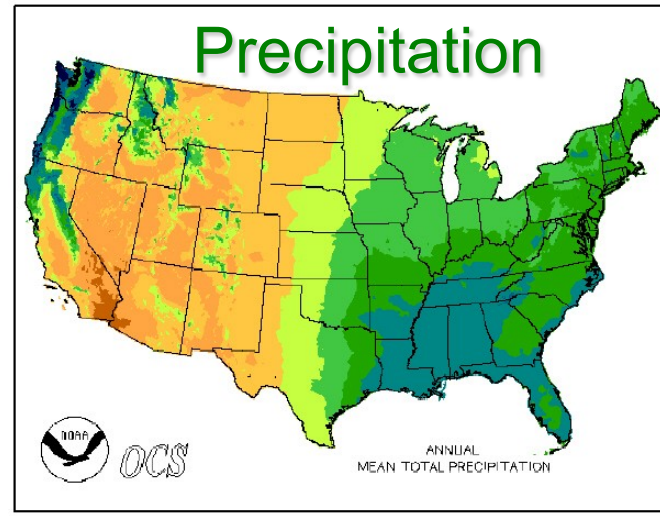 Precipitation
NOAA
OCS
ANNUAL
MEAN TOTAL PRECIPITATION